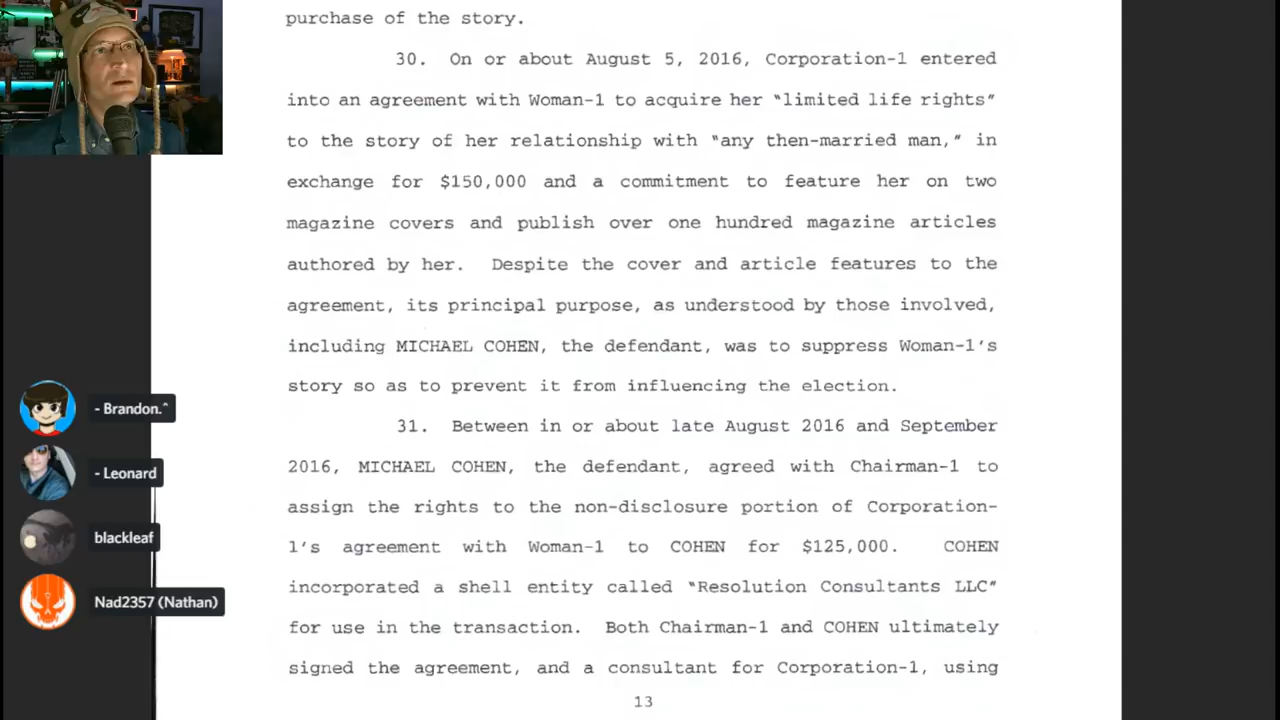 purchase of the story.
30. On or about August 5, 2016, Corporation-1 entered
into an agreement with Woman-1 to acquire her "limited life rights"
to the story of her relationship with "any then-married man," in
exchange for $150,000 and a commitment to feature her on two
magazine covers and publish over one hundred magazine articles
authored by her. Despite the cover and article features to the
agreement, its principal purpose, as understood by those involved,
including MICHAEL COHEN, the defendant, was to suppress Woman-1's
story so as to prevent it from influencing the election.
31. Between in or about late August 2016 and September
2016, MICHAEL COHEN, the defendant, agreed with Chairman-1 to
assign the rights to the non-disclosure portion of Corporation-
1's agreement with Woman-1 to COHEN for $125,000. COHEN
incorporated a shell entity called "Resolution Consultants LLC"
for use in the transaction. Both Chairman-1 and COHEN ultimately
signed the agreement, and a consultant for Corporation-1, using
13
- Brandon.^
- Leonard
blackleaf
Nad2357 (Nathan)